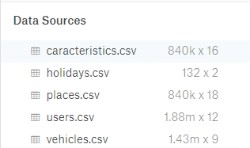 Data Sources
caracteristics.csv 840k x 16
holidays.csv 132 x 2
places.csv 840k x 18
users.csv 1.88m x 12
vehicles.csv 1.43m x 9